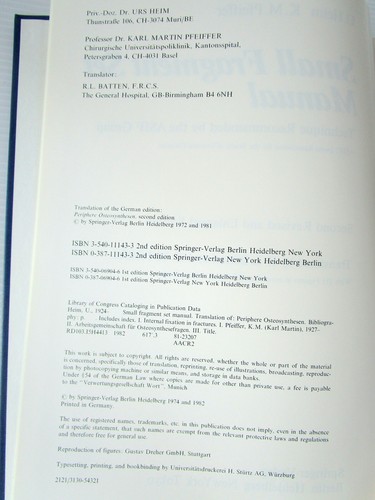 Priv.-Doz. Dr. URS HEIM
Thunstraße 106, CH-3074 Muri/BE
Professor Dr. KARL MARTIN PFEIFFER
Chirurgische Universitätspoliklinik, Kantonsspital,
Petersgraben 4, CH-4031 Basel
Translator:
R.L. BATTEN, F.R.C.S.
The General Hospital, GB-Birmingham B4 6NH
Translation of the German edition:
Periphere Osteosynthesen, second edition
© by Springer-Verlag Berlin Heidelberg 1972 and 1981
ISBN 3-540-11143-3 2nd edition Springer-Verlag Berlin Heidelberg New York
ISBN 0-387-11143-3 2nd edition Springer-Verlag New York Heidelberg Berlin
ISBN 3-540-06904-6 1st edition Springer-Verlag Berlin Heidelberg New York
ISBN 0-387-06904-6 1st edition Springer-Verlag New York Heidelberg Berlin
Library of Congress Cataloging in Publication Data
Heim, U., 1924- Small fragment set manual. Translation of: Periphere Osteosynthesen. Bibliogra-
phy: p. Includes index. 1. Internal fixation in fractures. I. Pfeiffer, K.M. (Karl Martin), 1927-
II. Arbeitsgemeinschaft für Osteosynthesefragen. III. Title.
RD103.I5H4413 1982 617′.3 81-23207
AACR2
This work is subject to copyright. All rights are reserved, whether the whole or part of the material
is concerned, specifically those of translation, reprinting, re-use of illustrations, broadcasting, reproduc-
tion by photocopying machine or similar means, and storage in data banks.
Under §54 of the German Law where copies are made for other than private use, a fee is payable
to the "Verwertungsgesellschaft Wort", Munich
© by Springer-Verlag Berlin Heidelberg 1974 and 1982
Printed in Germany.
The use of registered names, trademarks, etc. in this publication does not imply, even in the absence
of a specific statement, that such names are exempt from the relevant protective laws and regulations
and therefore free for general use.
Reproduction of figures: Gustav Dreher GmbH, Stuttgart
Typesetting, printing, and bookbinding by Universitätsdruckerei H. Stürtz AG, Würzburg
2121/3130-54321